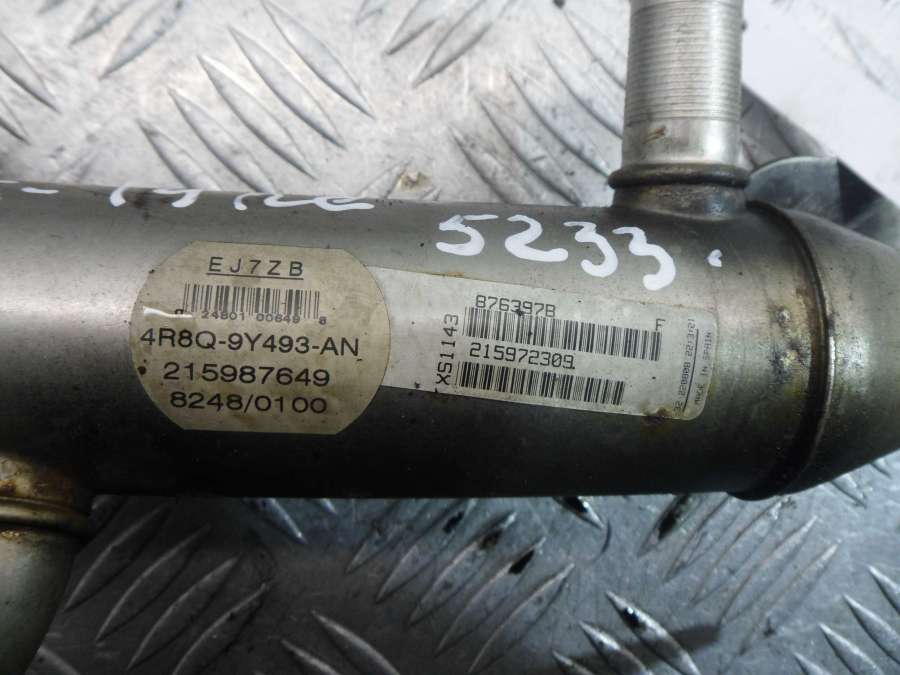 5233.
EJ7ZB
4R8Q-9Y493-AN
215987649
8248/0100
876397B
F
XS1143
215972309
MADE IN SPAIN